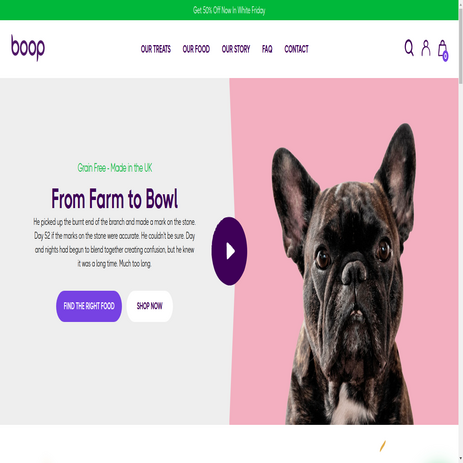 Get 50% Off Now In White Friday
boop
OUR TREATS OUR FOOD OUR STORY FAQ CONTACT
0
Grain Free - Made in the UK
From Farm to Bowl
He picked up the burnt end of the branch and made a mark on the stone.
Day 52 if the marks on the stone were accurate. He couldn't be sure. Day
and nights had begun to blend together creating confusion, but he knew
it was a long time. Much too long.
FIND THE RIGHT FOOD SHOP NOW